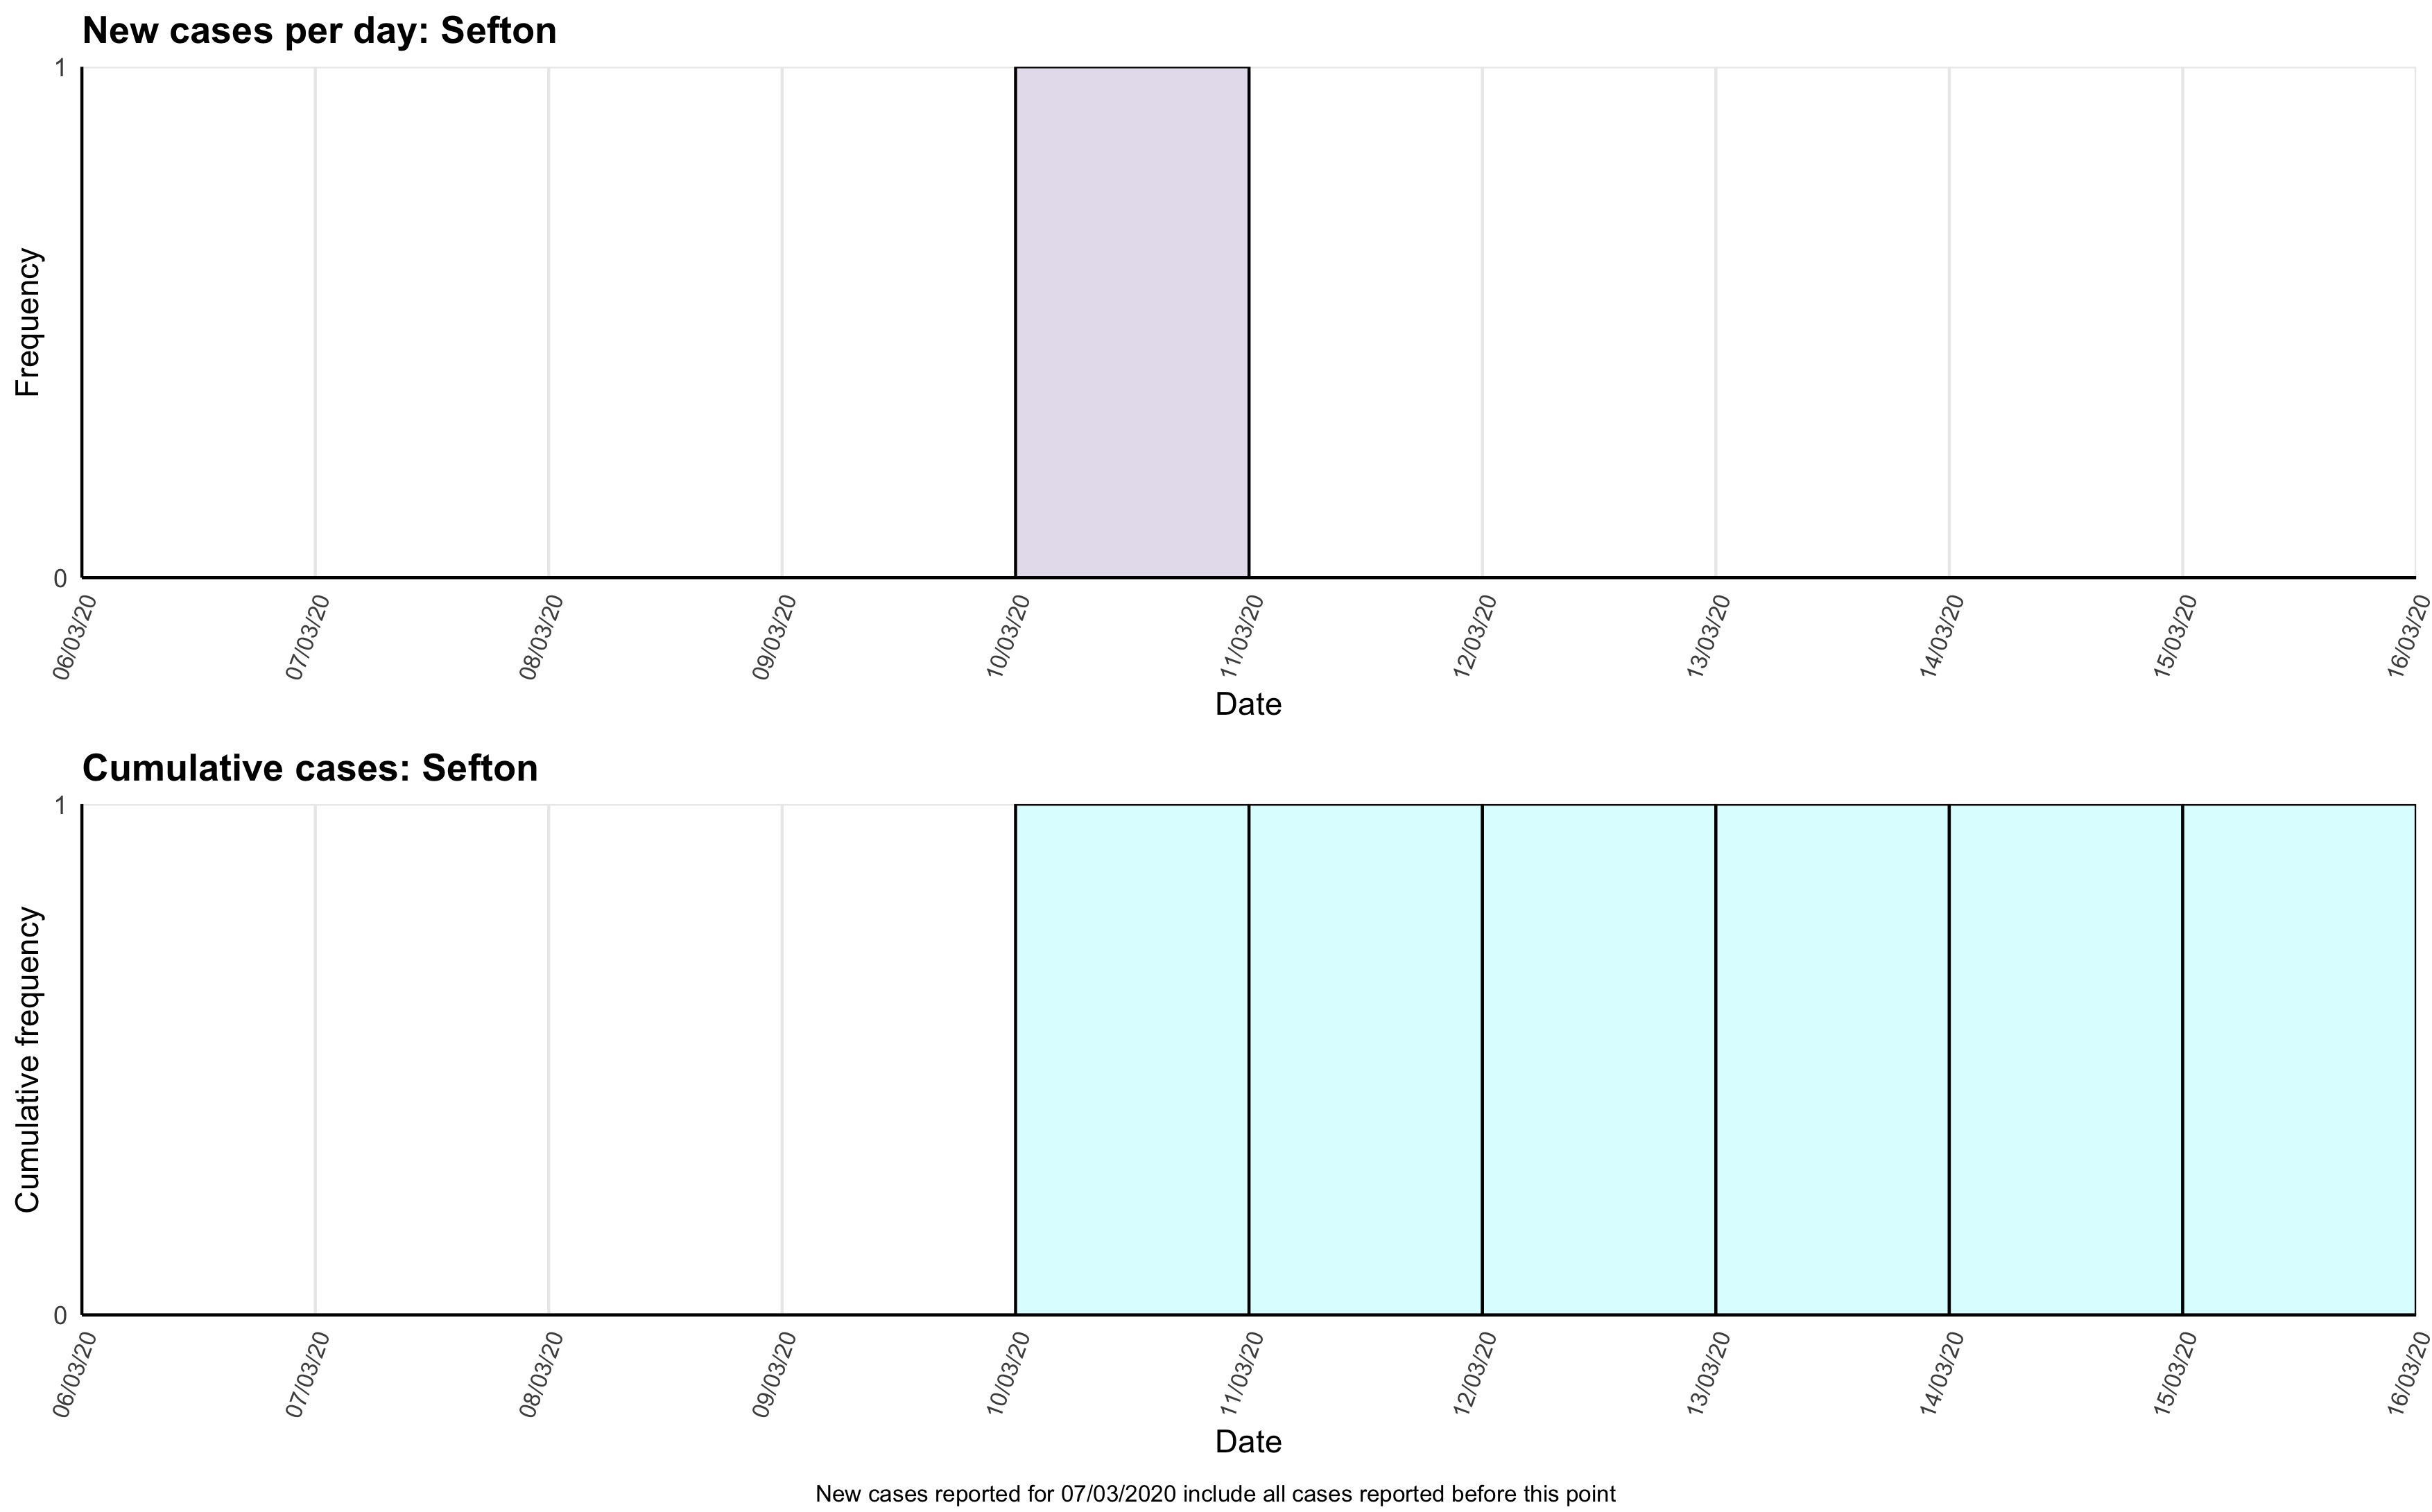 New cases per day: Sefton
1
Frequency
0
06/03/20 07/03/20 08/03/20 09/03/20 10/03/20 11/03/20 12/03/20 13/03/20 14/03/20 15/03/20 16/03/20
Date
Cumulative cases: Sefton
1
Cumulative frequency
0
06/03/20 07/03/20 08/03/20 09/03/20 10/03/20 11/03/20 12/03/20 13/03/20 14/03/20 15/03/20 16/03/20
Date
New cases reported for 07/03/2020 include all cases reported before this point